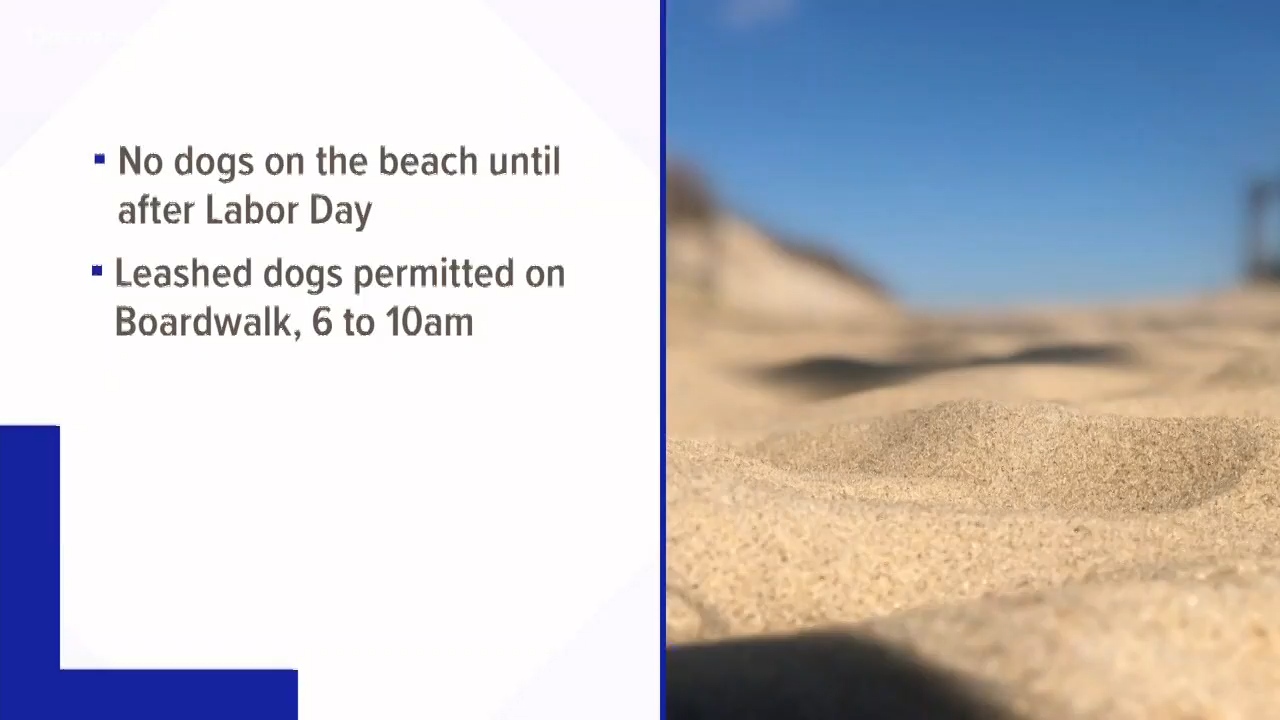 No dogs on the beach until
after Labor Day
Leashed dogs permitted on
Boardwalk, 6 to 10am